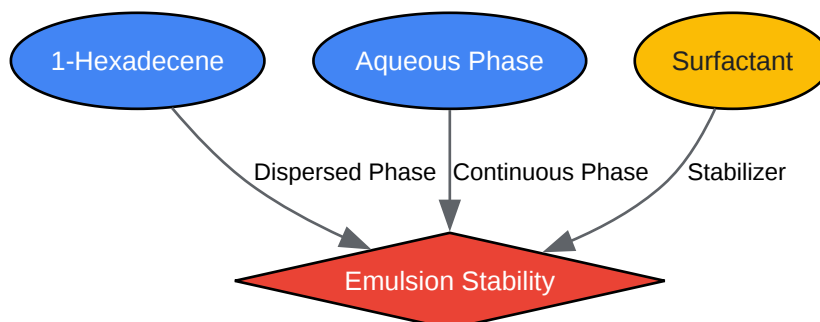 1-Hexadecene
Aqueous Phase
Surfactant
Dispersed Phase
Continuous Phase
Stabilizer
Emulsion Stability